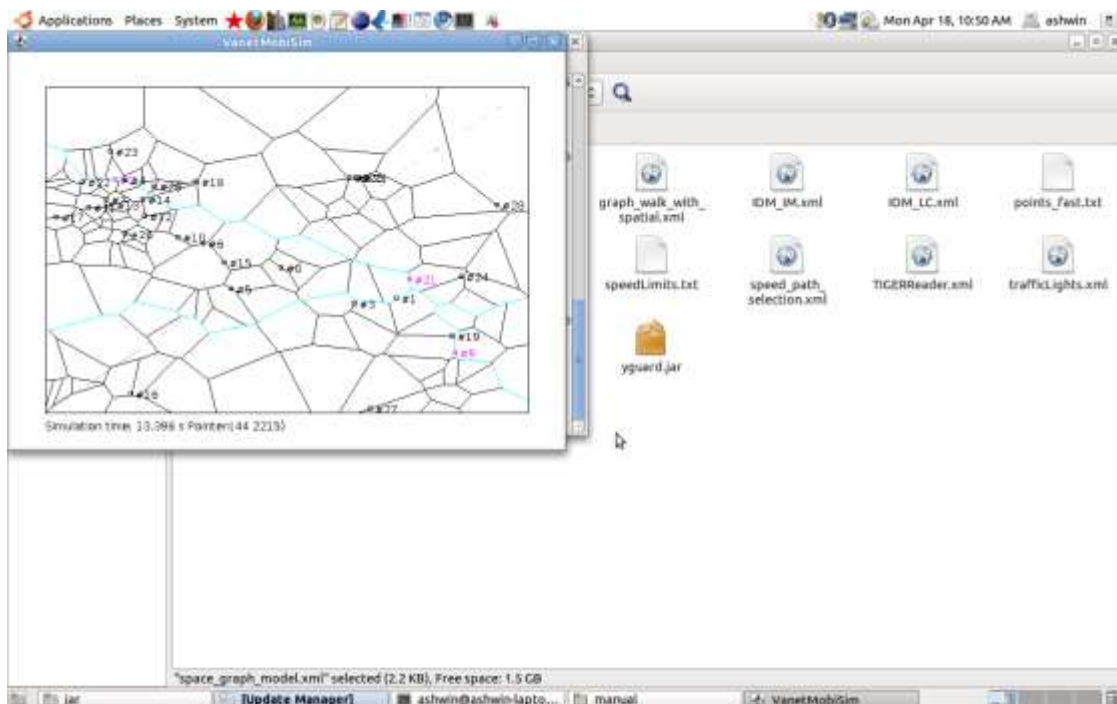 Applications Places System
Mon Apr 18, 10:50 AM ashwin
VanetMobiSim
#23
#18
#14
#17
#10
#6
#15
#0
#5
#21
#24
#28
#3
#1
#19
#16
#27
Simulation time: 13.396 s Pointer(44 2215)
graph_walk_with_
spatial.xml
IDM_IM.xml
IDM_LC.xml
points_fast.txt
speedLimits.txt
speed_path_
selection.xml
TIGERReader.xml
trafficLights.xml
yguard.jar
"space_graph_model.xml" selected (2.2 KB), Free space: 1.5 GB
jar
[Update Manager]
ashwin@ashwin-lapto...
manual
VanetMobiSim